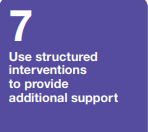 7
Use structured
interventions
to provide
additional support